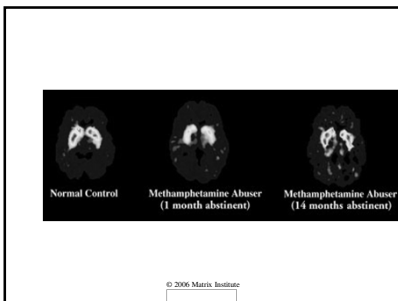 Normal Control
Methamphetamine Abuser
(1 month abstinent)
Methamphetamine Abuser
(14 months abstinent)
© 2006 Matrix Institute